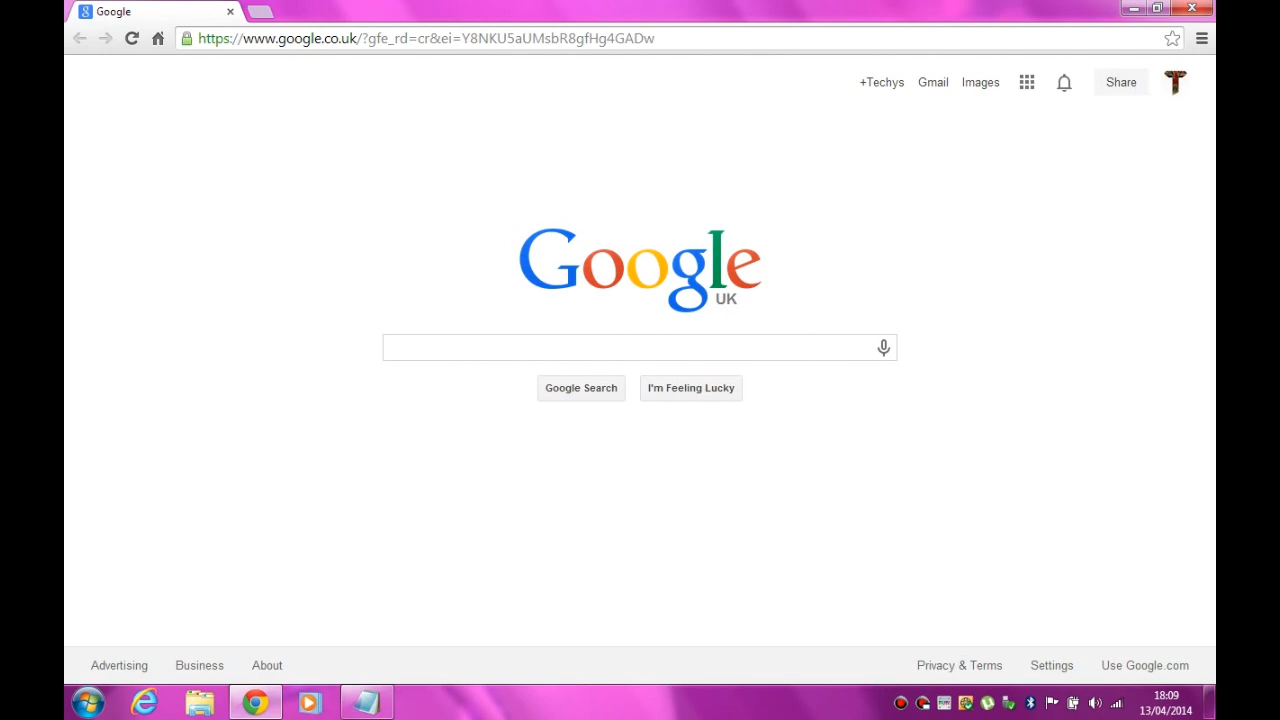 Google
https://www.google.co.uk/?gfe_rd=cr&ei=Y8NKU5aUMsbR8gfHg4GADw
+Techys Gmail Images Share
Google
UK
Google Search I'm Feeling Lucky
Advertising Business About Privacy & Terms Settings Use Google.com
18:09
13/04/2014